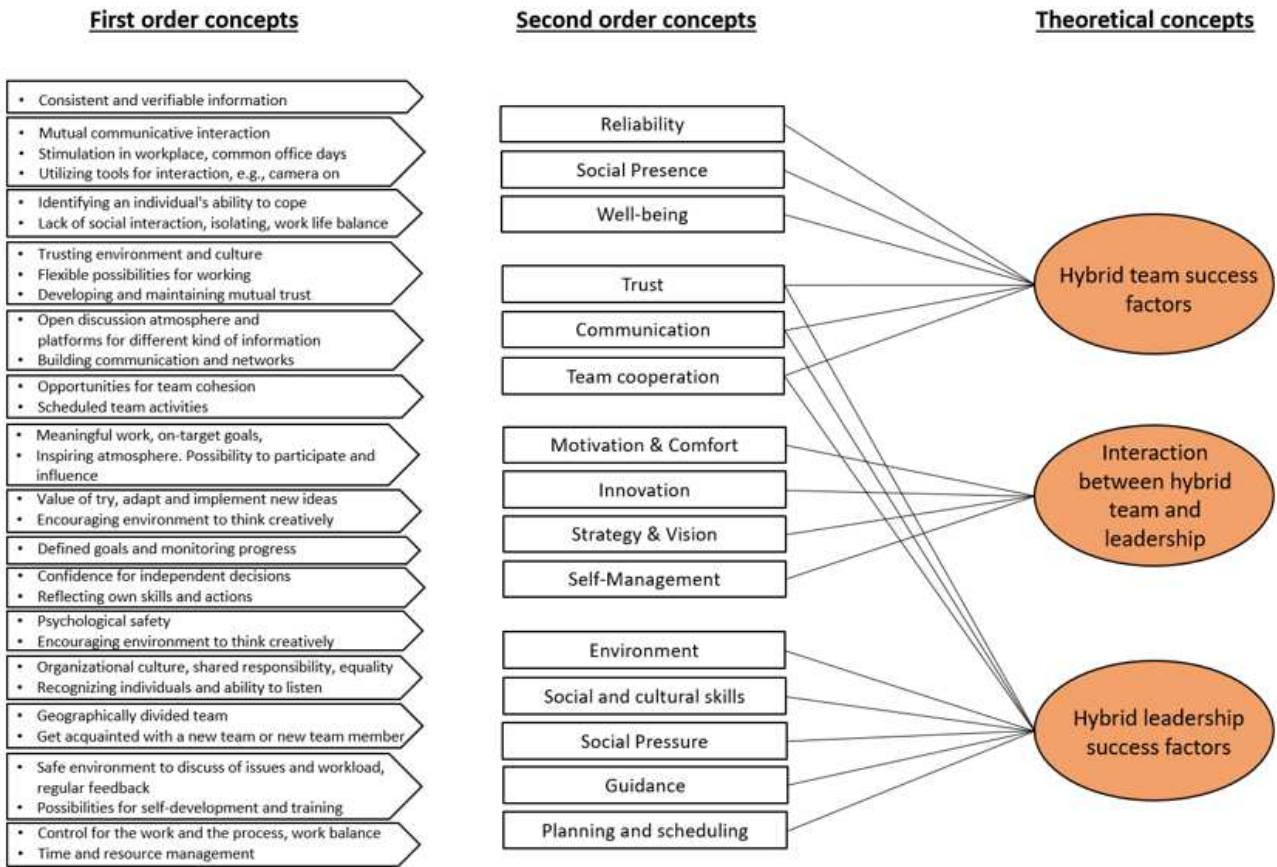 First order concepts
Second order concepts
Theoretical concepts
• Consistent and verifiable information
• Mutual communicative interaction
• Stimulation in workplace, common office days
• Utilizing tools for interaction, e.g., camera on
• Identifying an individual's ability to cope
• Lack of social interaction, isolating, work life balance
• Trusting environment and culture
• Flexible possibilities for working
• Developing and maintaining mutual trust
• Open discussion atmosphere and
platforms for different kind of information
• Building communication and networks
• Opportunities for team cohesion
• Scheduled team activities
• Meaningful work, on-target goals,
• Inspiring atmosphere. Possibility to participate and
influence
• Value of try, adapt and implement new ideas
• Encouraging environment to think creatively
• Defined goals and monitoring progress
• Confidence for independent decisions
• Reflecting own skills and actions
• Psychological safety
• Encouraging environment to think creatively
• Organizational culture, shared responsibility, equality
• Recognizing individuals and ability to listen
• Geographically divided team
• Get acquainted with a new team or new team member
• Safe environment to discuss of issues and workload,
regular feedback
• Possibilities for self-development and training
• Control for the work and the process, work balance
• Time and resource management
Reliability
Social Presence
Well-being
Trust
Communication
Team cooperation
Motivation & Comfort
Innovation
Strategy & Vision
Self-Management
Environment
Social and cultural skills
Social Pressure
Guidance
Planning and scheduling
Hybrid team success
factors
Interaction
between hybrid
team and
leadership
Hybrid leadership
success factors